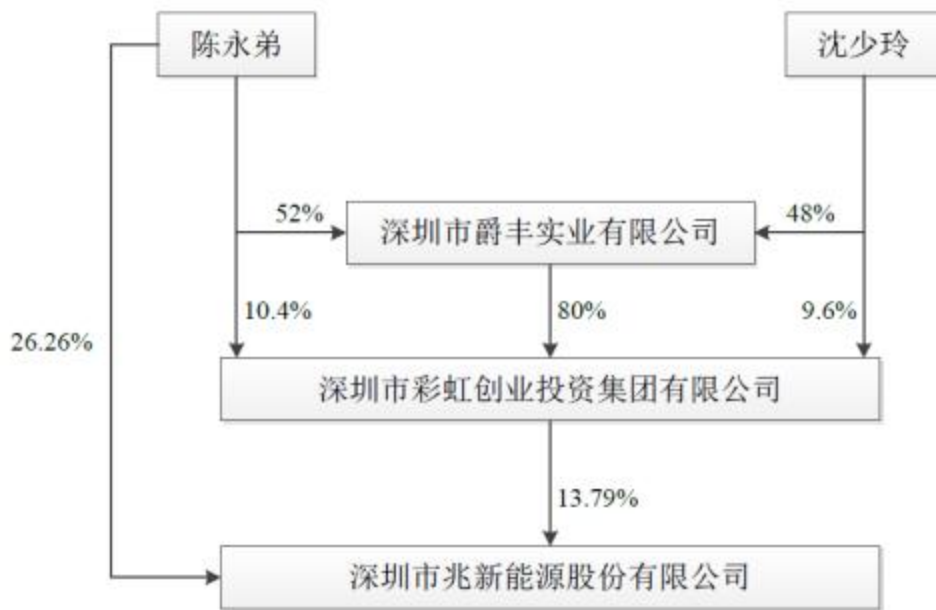 陈永弟
沈少玲
52%
深圳市爵丰实业有限公司
48%
10.4%
80%
9.6%
26.26%
深圳市彩虹创业投资集团有限公司
13.79%
深圳市兆新能源股份有限公司